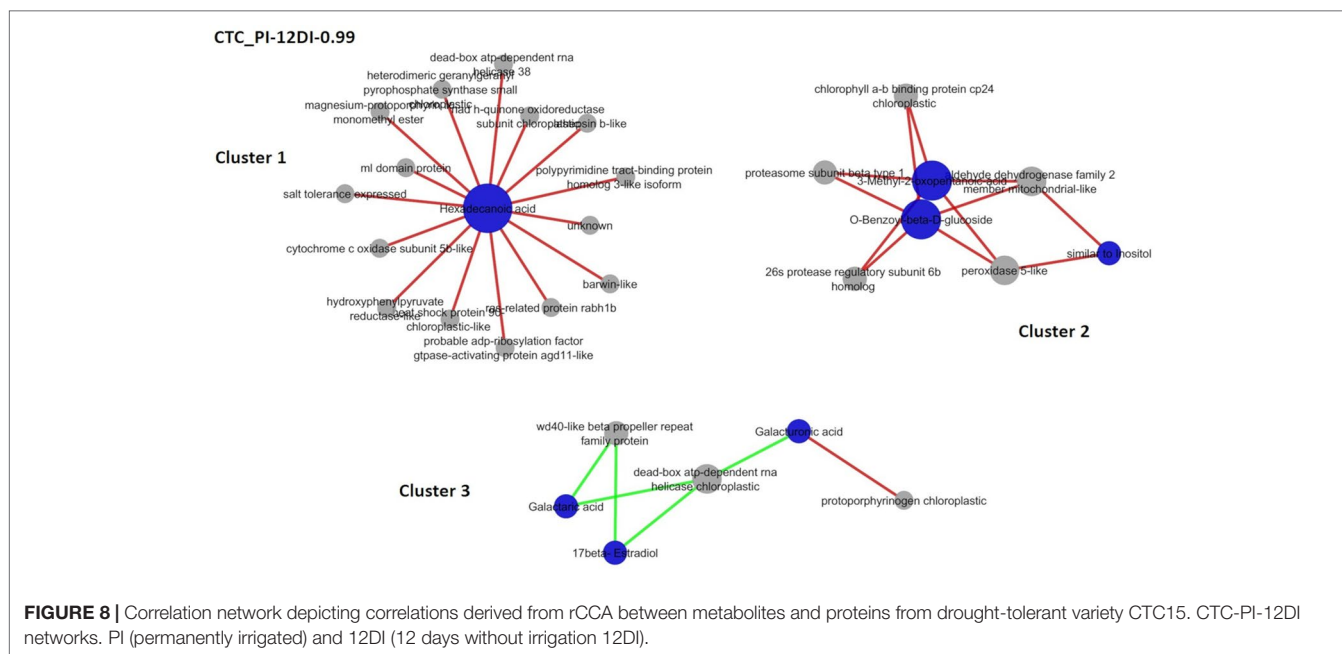 CTC_PI-12DI-0.99
dead-box atp-dependent rna
helicase 38
heterodimeric geranylgeranyl
pyrophosphate synthase small
chloroplastic
magnesium-protoporphyrin ix
monomethyl ester
nad h-quinone oxidoreductase
subunit chloroplastic
b-like
Cluster 1
ml domain protein
polypyrimidine tract-binding protein
homolog 3-like isoform
salt tolerance expressed
Hexadecanoic acid
unknown
cytochrome c oxidase subunit 5b-like
barwin-like
hydroxyphenylpyruvate
reductase-like
heat shock protein 90-
chloroplastic-like
ras-related protein rabh1b
probable adp-ribosylation factor
gtpase-activating protein agd11-like
chlorophyll a-b binding protein cp24
chloroplastic
proteasome subunit beta type 1
3-Methyl-2-oxopentanoic acid
aldehyde dehydrogenase family 2
member mitochondrial-like
O-Benzoyl-beta-D-glucoside
similar to Inositol
26s protease regulatory subunit 6b
homolog
peroxidase 5-like
Cluster 2
wd40-like beta propeller repeat
family protein
Galacturonic acid
dead-box atp-dependent rna
helicase chloroplastic
Cluster 3
Galactaric acid
protoporphyrinogen chloroplastic
17beta- Estradiol
FIGURE 8 | Correlation network depicting correlations derived from rCCA between metabolites and proteins from drought-tolerant variety CTC15. CTC-PI-12DI
networks. PI (permanently irrigated) and 12DI (12 days without irrigation 12DI).